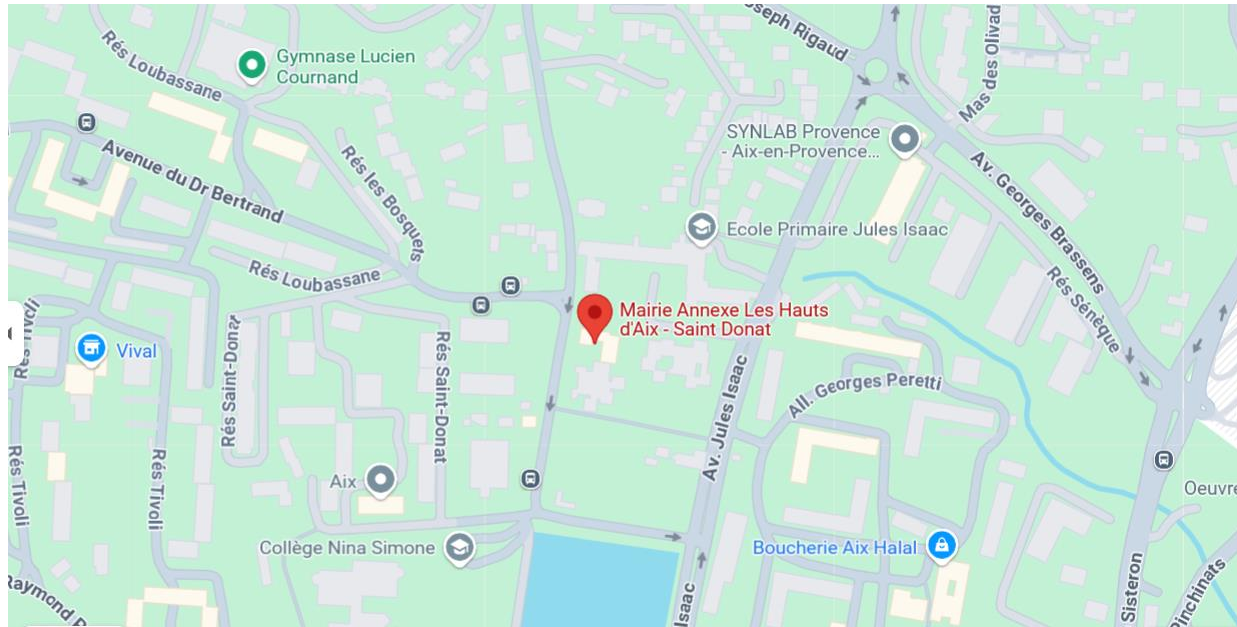 Joseph Rigaud
Rés Loubassane
Gymnase Lucien
Cournand
Mas des Olivad
SYNLAB Provence
- Aix-en-Provence...
Avenue du Dr Bertrand
Rés les Bosquets
Av. Georges Brassens
Ecole Primaire Jules Isaac
Rés Loubassane
Rés Sénèque
Mairie Annexe Les Hauts
d'Aix - Saint Donat
Rés Tivoli
Vival
Rés Saint-Donat
Rés Saint-Donat
All. Georges Peretti
Av. Jules Isaac
Rés Tivoli
Rés Tivoli
Aix
Oeuvre
Collège Nina Simone
Boucherie Aix Halal
Raymond
Isaac
Sisteron
Pinchinats